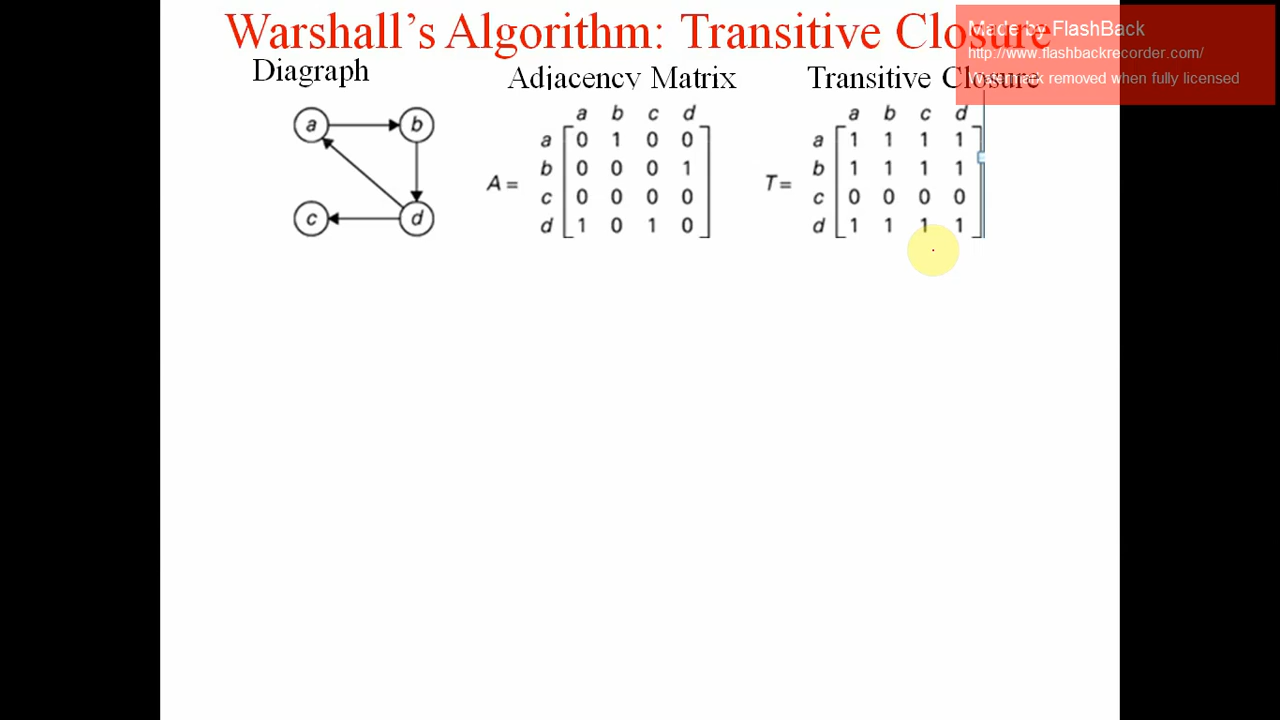 Warshall's Algorithm: Transitive Closure
Made by FlashBack
http://www.flashbackrecorder.com/
Watermark removed when fully licensed
Diagraph
Adjacency Matrix
Transitive Closure
a b
c d
a b c d
A =
a 0 1 0 0
b 0 0 0 1
c 0 0 0 0
d 1 0 1 0
a b c d
T=
a 1 1 1 1
b 1 1 1 1
c 0 0 0 0
d 1 1 1 1